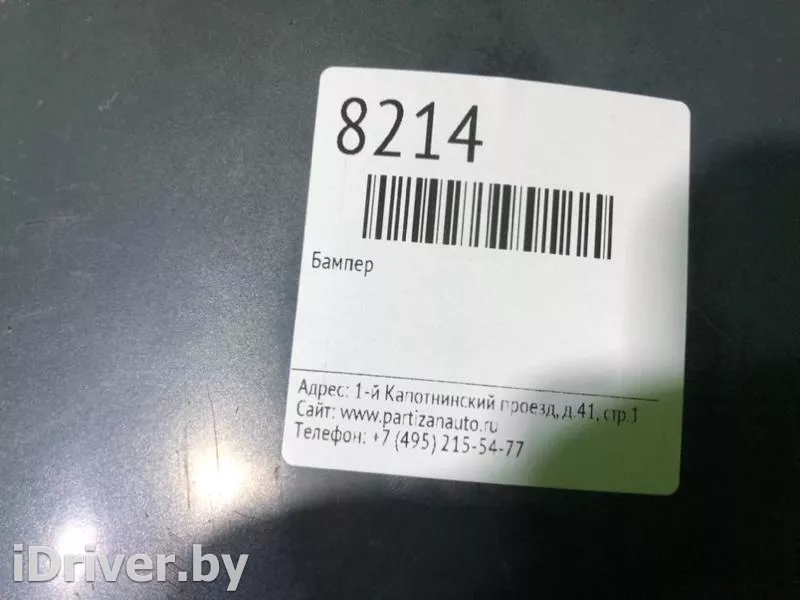 8214
Бампер
Адрес: 1-й Капотнинский проезд, д.41, стр.1
Сайт: www.partizanauto.ru
Телефон: +7 (495) 215-54-77
iDriver.by